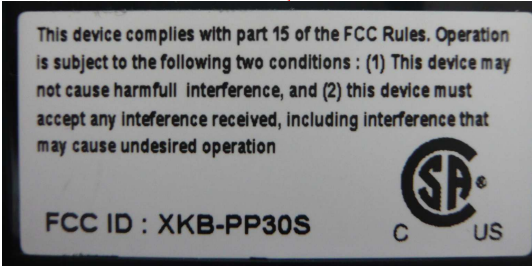 This device complies with part 15 of the FCC Rules. Operation
is subject to the following two conditions : (1) This device may
not cause harmfull interference, and (2) this device must
accept any inteference received, including interference that
may cause undesired operation
SA®
FCC ID : XKB-PP30S
C US